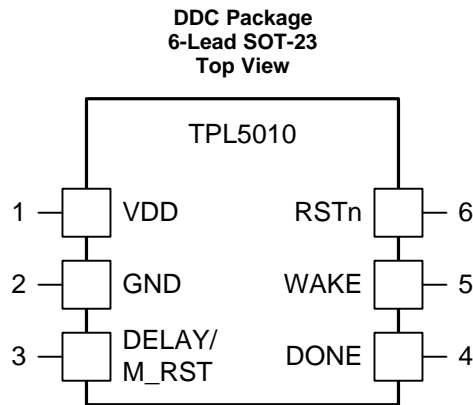 DDC Package
6-Lead SOT-23
Top View
TPL5010
1 VDD RSTn 6
2 GND WAKE 5
3 DELAY/
M_RST DONE 4